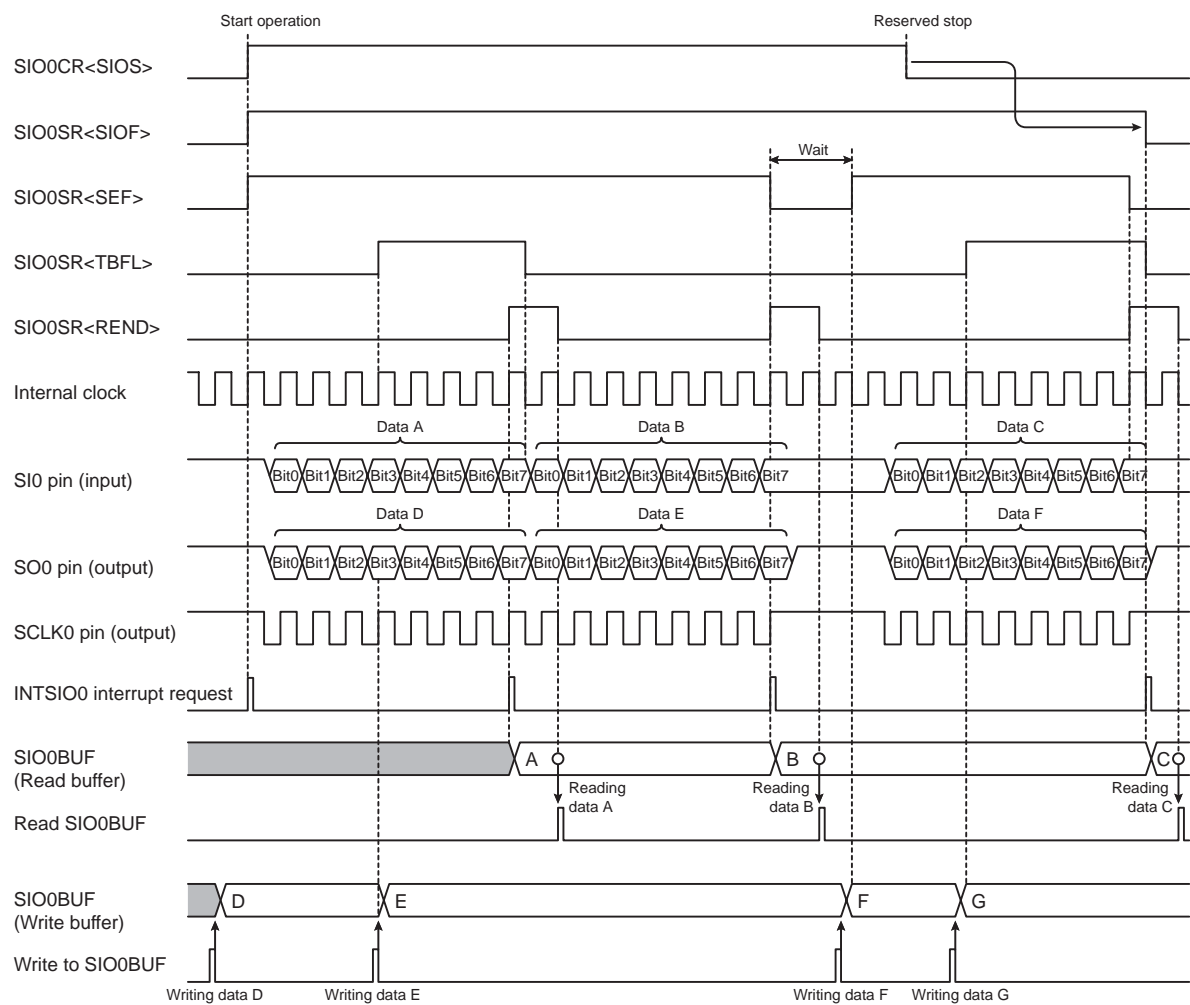 Start operation Reserved stop
SIO0CR<SIOS>
SIO0SR<SIOF>
Wait
SIO0SR<SEF>
SIO0SR<TBFL>
SIO0SR<REND>
Internal clock
Data A Data B Data C
SI0 pin (input) Bit0 Bit1 Bit2 Bit3 Bit4 Bit5 Bit6 Bit7 Bit0 Bit1 Bit2 Bit3 Bit4 Bit5 Bit6 Bit7 Bit0 Bit1 Bit2 Bit3 Bit4 Bit5 Bit6 Bit7
Data D Data E Data F
SO0 pin (output) Bit0 Bit1 Bit2 Bit3 Bit4 Bit5 Bit6 Bit7 Bit0 Bit1 Bit2 Bit3 Bit4 Bit5 Bit6 Bit7 Bit0 Bit1 Bit2 Bit3 Bit4 Bit5 Bit6 Bit7
SCLK0 pin (output)
INTSIO0 interrupt request
SIO0BUF A B C
(Read buffer)
Reading Reading Reading
data A data B data C
Read SIO0BUF
SIO0BUF D E F G
(Write buffer)
Write to SIO0BUF
Writing data D Writing data E Writing data F Writing data G